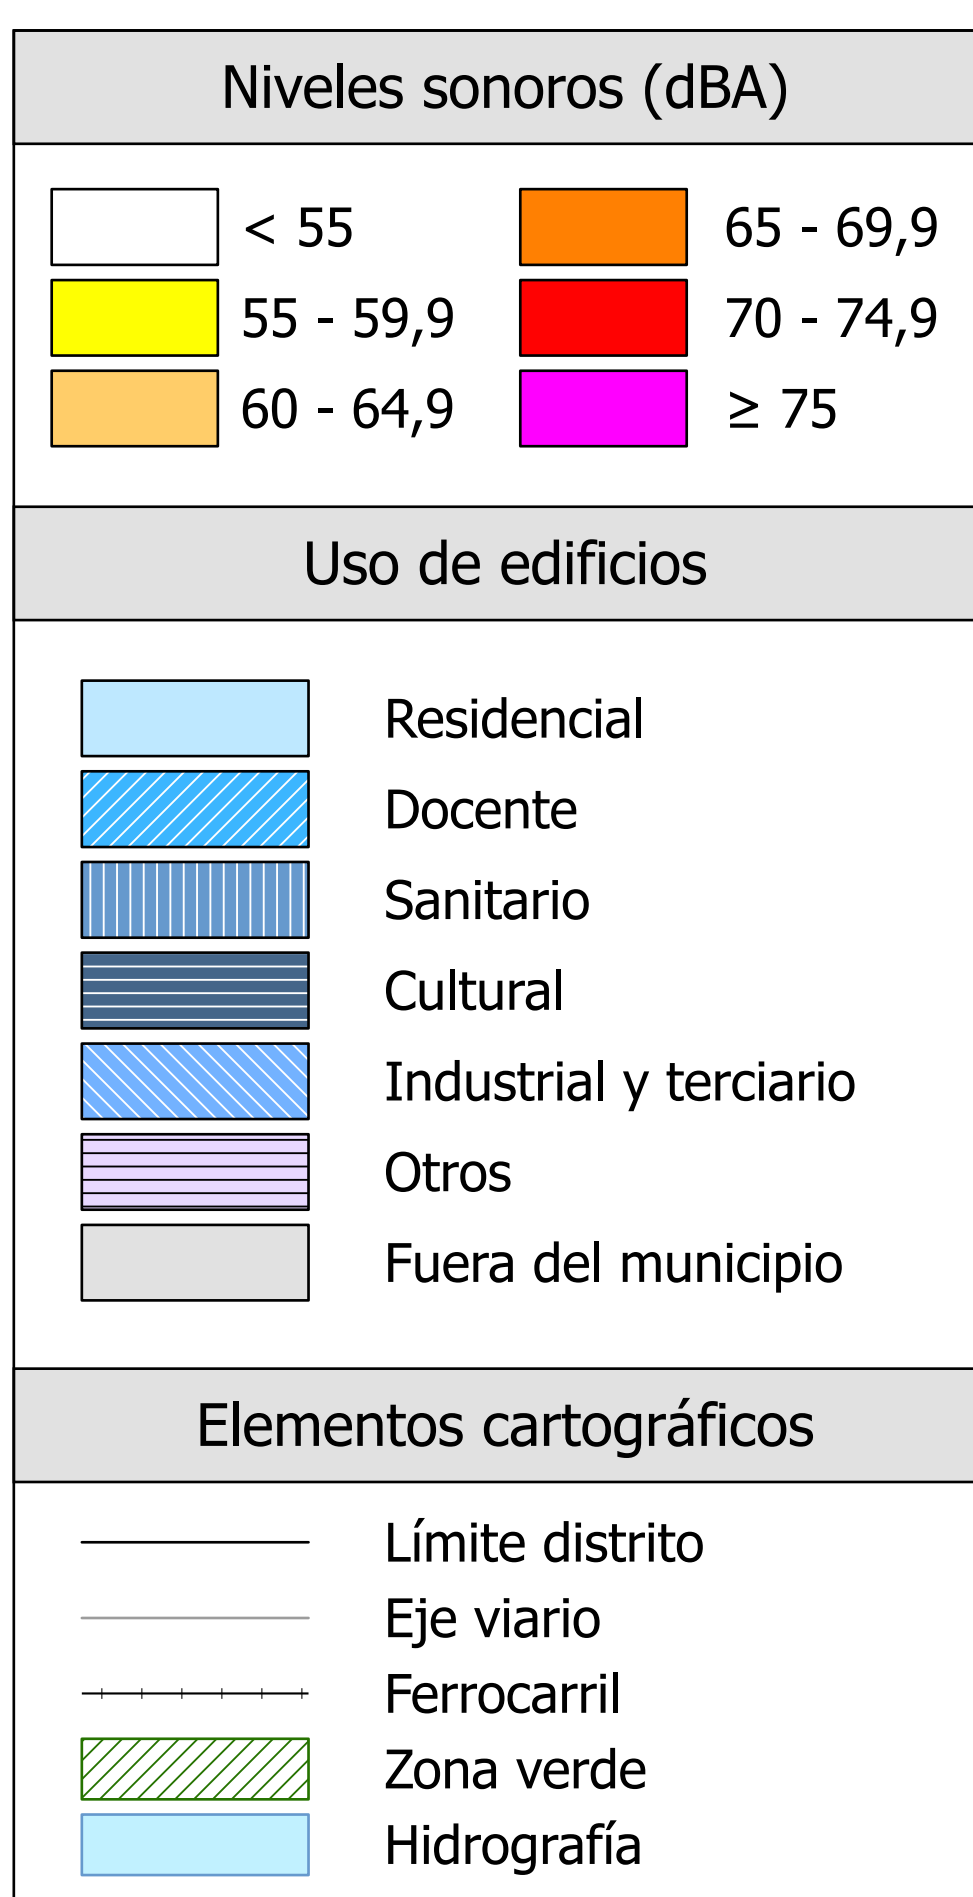 Niveles sonoros (dBA)
< 55
65 - 69,9
55 - 59,9
70 - 74,9
60 - 64,9
≥ 75
Uso de edificios
Residencial
Docente
Sanitario
Cultural
Industrial y terciario
Otros
Fuera del municipio
Elementos cartográficos
Límite distrito
Eje viario
Ferrocarril
Zona verde
Hidrografía